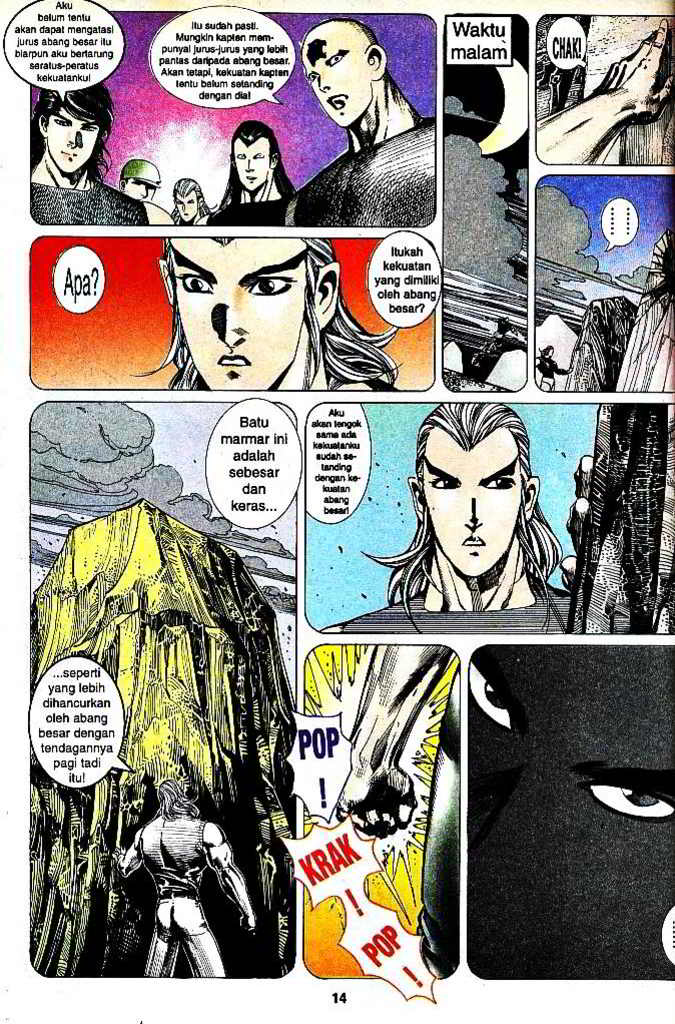 Aku
belum tentu
akan dapat mengatasi
jurus abang besar itu
biarpun aku bertarung
seratus-peratus
kekuatanku!
Itu sudah pasti.
Mungkin kapten mem-
punyai jurus-jurus yang lebih
pantas daripada abang besar.
Akan tetapi, kekuatan kapten
tentu belum setanding
dengan dia!
Waktu
malam
CHAK!
Apa?
Itukah
kekuatan
yang dimiliki
oleh abang
besar?
Batu
marmar ini
adalah
sebesar
dan
keras...
...seperti
yang lebih
dihancurkan
oleh abang
besar dengan
tendagannya
pagi tadi
itu!
Aku
akan tengok
sama ada
kekuatanku
sudah se-
tanding
dengan ke-
kuatan
abang
besar!
POP
!
KRAK
!
POP
!
14